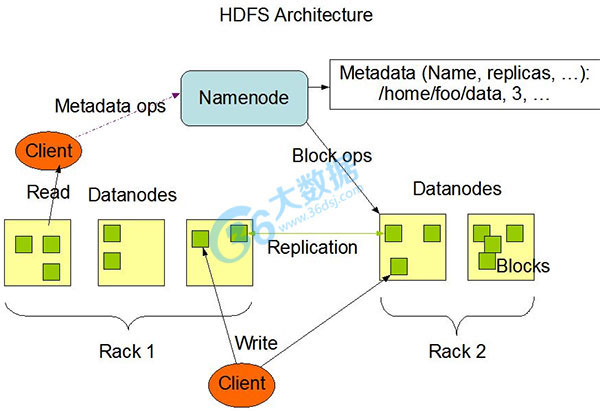 HDFS Architecture
Metadata (Name, replicas, …):
/home/foo/data, 3, …
Namenode
Metadata ops
Client
Block ops
Read
Datanodes
Datanodes
36大数据
www.36dsj.com
Replication
Blocks
Rack 1
Write
Rack 2
Client